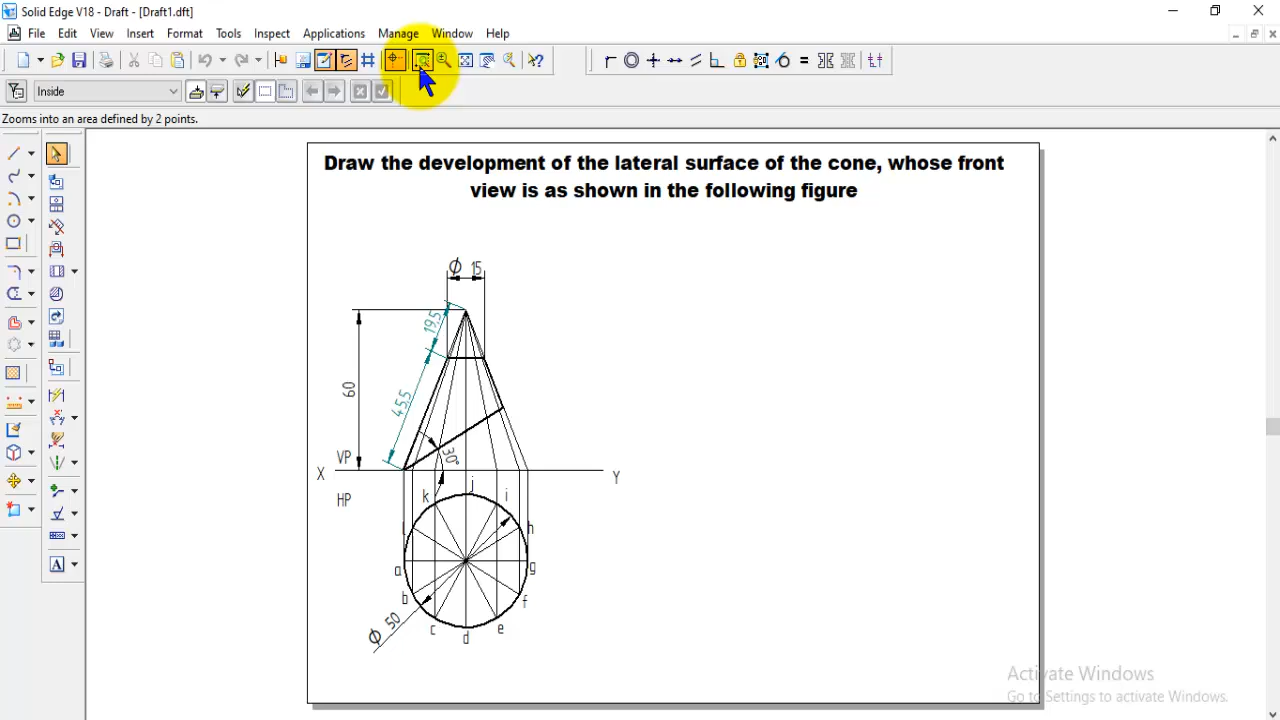 Solid Edge V18 - Draft - [Draft1.dft]
File Edit View Insert Format Tools Inspect Applications Manage Window Help
Inside
Zooms into an area defined by 2 points.
Draw the development of the lateral surface of the cone, whose front
view is as shown in the following figure
Φ 15
19,5
60
45,5
30°
VP
X
Y
HP
k
j
i
l
h
a
g
b
f
c
d
e
Φ 50
A
Activate Windows
Go to Settings to activate Windows.